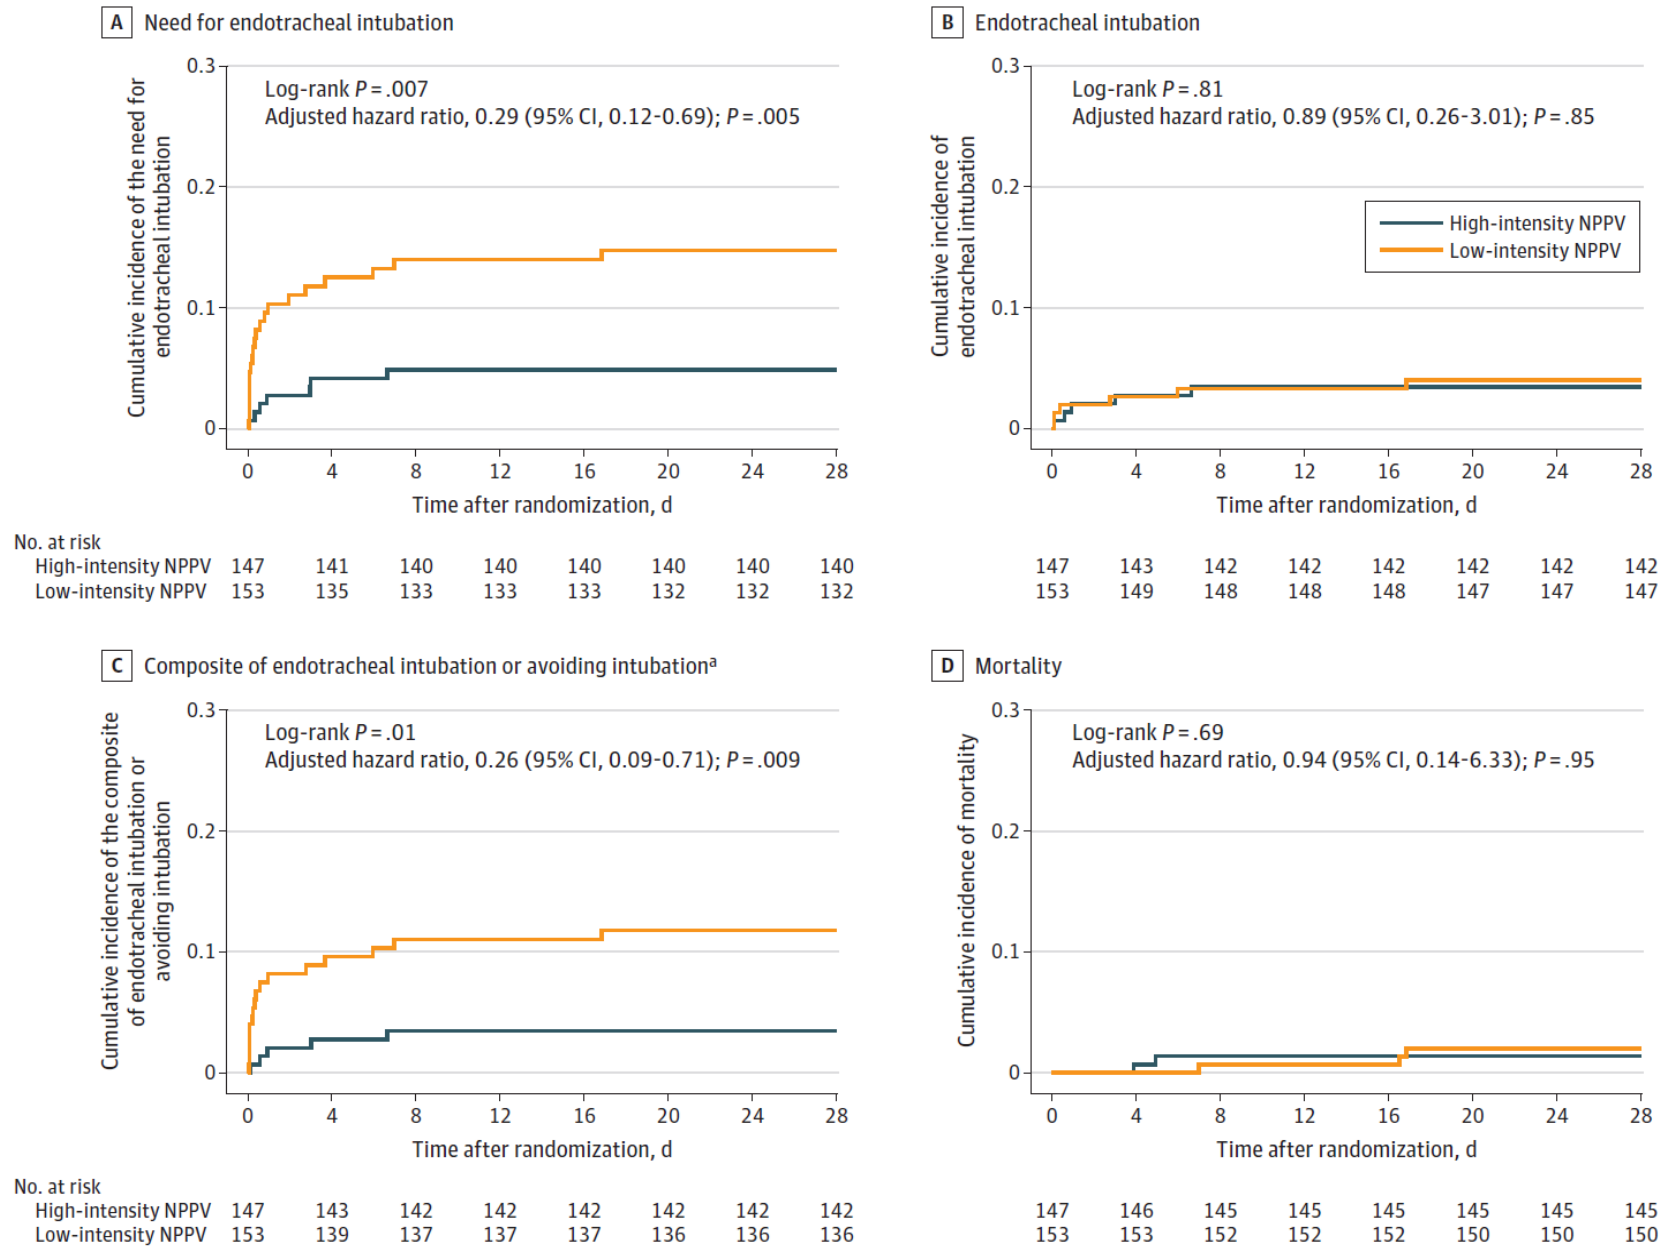 A Need for endotracheal intubation
Cumulative incidence of the need for
endotracheal intubation
0.3
0.2
0.1
0
Log-rank P = .007
Adjusted hazard ratio, 0.29 (95% CI, 0.12-0.69); P = .005
0 4 8 12 16 20 24 28
Time after randomization, d
No. at risk
High-intensity NPPV 147 141 140 140 140 140 140 140
Low-intensity NPPV 153 135 133 133 133 132 132 132
B Endotracheal intubation
Cumulative incidence of
endotracheal intubation
0.3
0.2
0.1
0
Log-rank P = .81
Adjusted hazard ratio, 0.89 (95% CI, 0.26-3.01); P = .85
High-intensity NPPV
Low-intensity NPPV
0 4 8 12 16 20 24 28
Time after randomization, d
147 143 142 142 142 142 142 142
153 149 148 148 148 147 147 147
C Composite of endotracheal intubation or avoiding intubationª
Cumulative incidence of the composite
of endotracheal intubation or
avoiding intubation
0.3
0.2
0.1
0
Log-rank P = .01
Adjusted hazard ratio, 0.26 (95% CI, 0.09-0.71); P = .009
0 4 8 12 16 20 24 28
Time after randomization, d
No. at risk
High-intensity NPPV 147 143 142 142 142 142 142 142
Low-intensity NPPV 153 139 137 137 137 136 136 136
D Mortality
Cumulative incidence of mortality
0.3
0.2
0.1
0
Log-rank P = .69
Adjusted hazard ratio, 0.94 (95% CI, 0.14-6.33); P = .95
0 4 8 12 16 20 24 28
Time after randomization, d
147 146 145 145 145 145 145 145
153 153 152 152 152 150 150 150